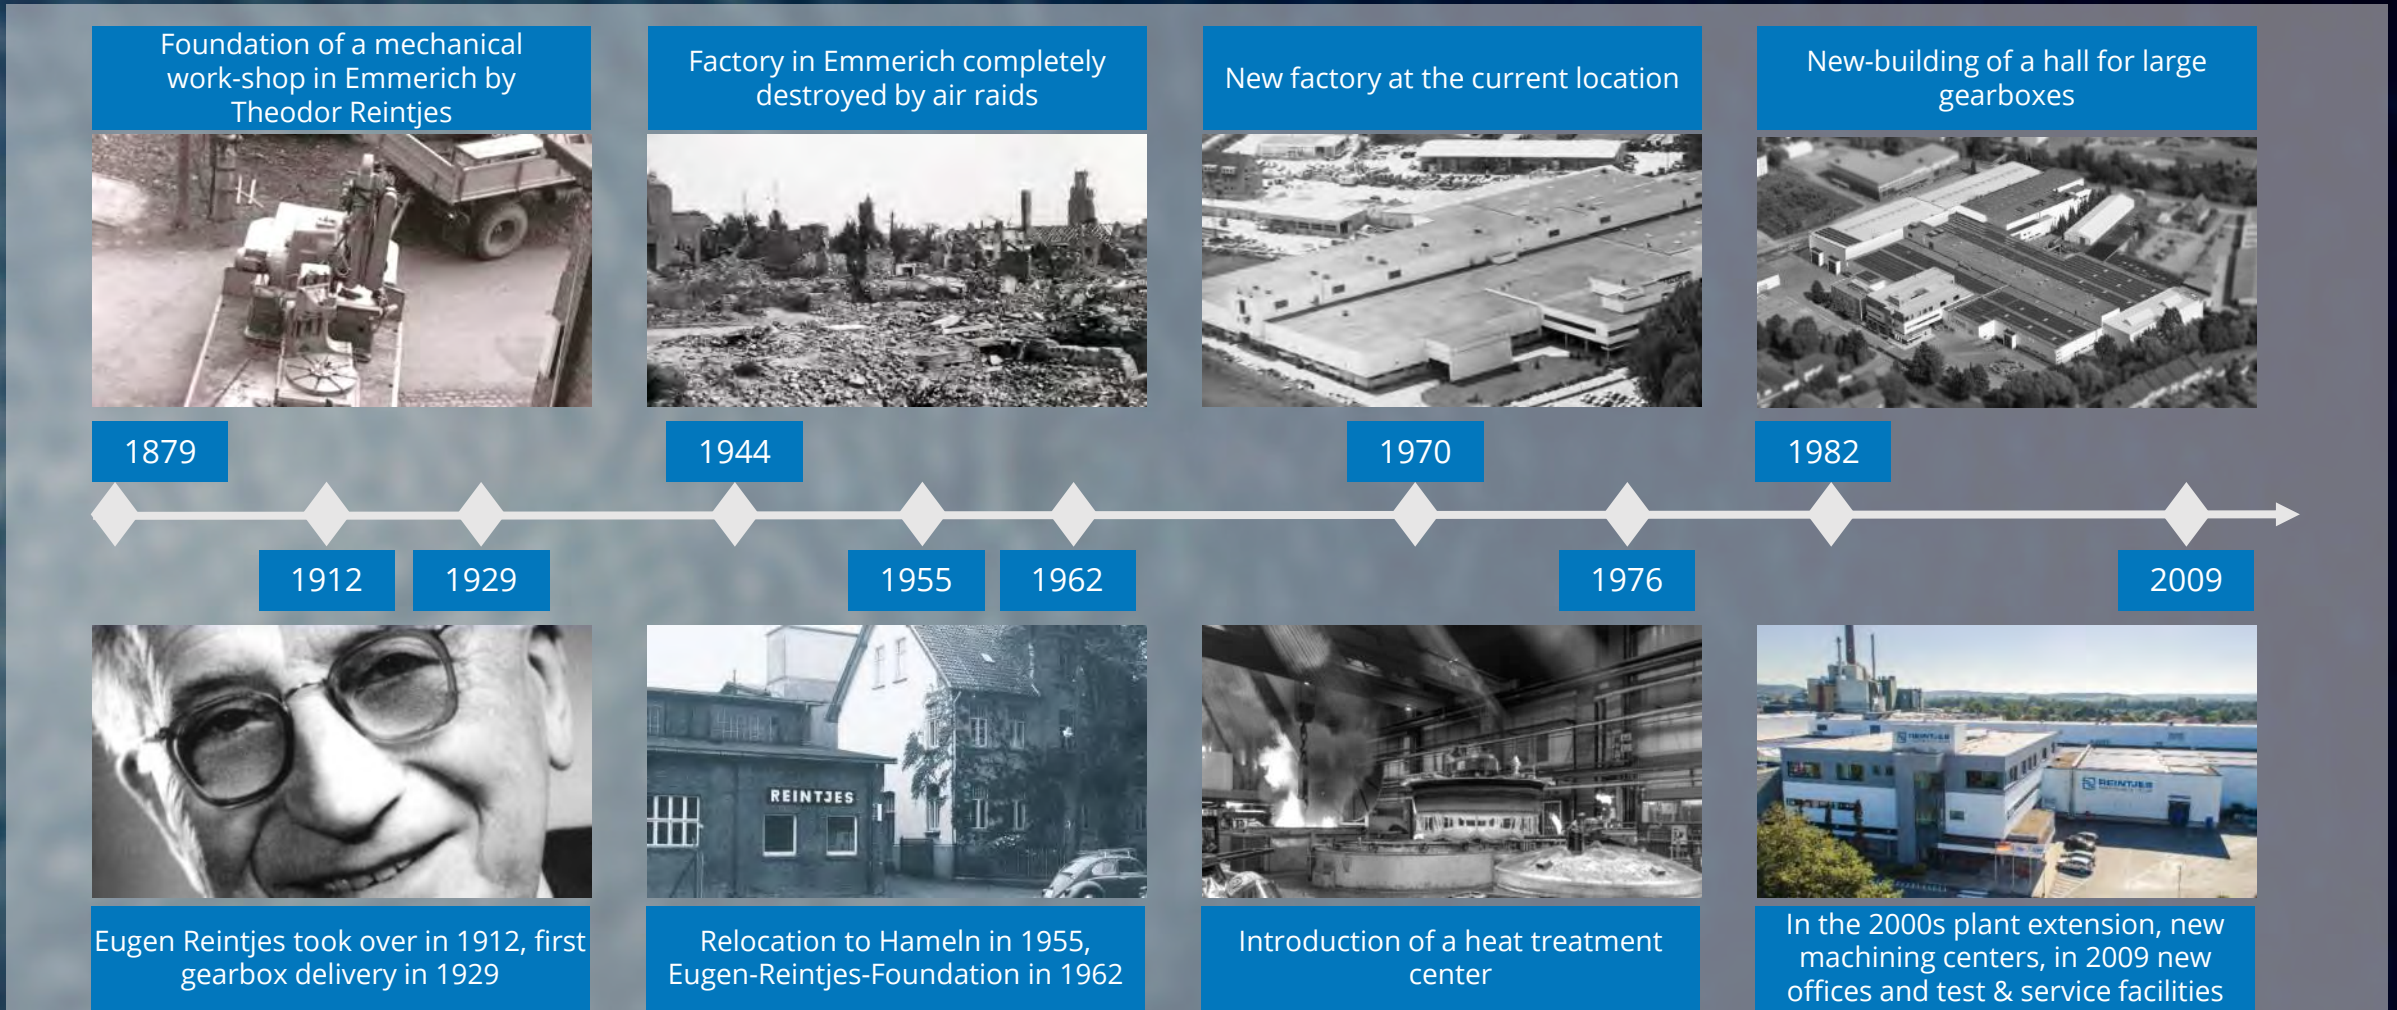 Foundation of a mechanical
work-shop in Emmerich by
Theodor Reintjes
Factory in Emmerich completely
destroyed by air raids
New factory at the current location
New-building of a hall for large
gearboxes
1879
1944
1970
1982
1912
1929
1955
1962
1976
2009
REINTJES
REINTJES
REINTJES
Eugen Reintjes took over in 1912, first
gearbox delivery in 1929
Relocation to Hameln in 1955,
Eugen-Reintjes-Foundation in 1962
Introduction of a heat treatment
center
In the 2000s plant extension, new
machining centers, in 2009 new
offices and test & service facilities